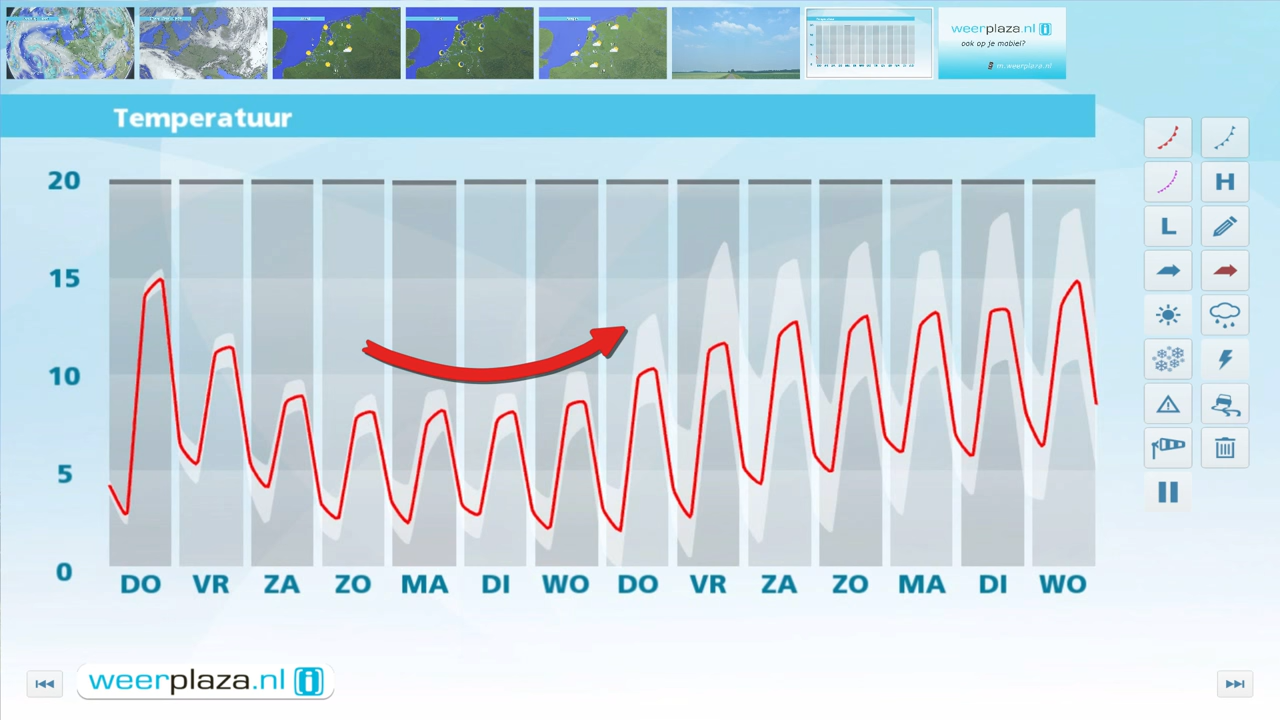 weerplaza.nl
ook op je mobiel?
m.weerplaza.nl
Temperatuur
20
15
10
5
0
DO VR ZA ZO MA DI WO DO VR ZA ZO MA DI WO
H
L
weerplaza.nl